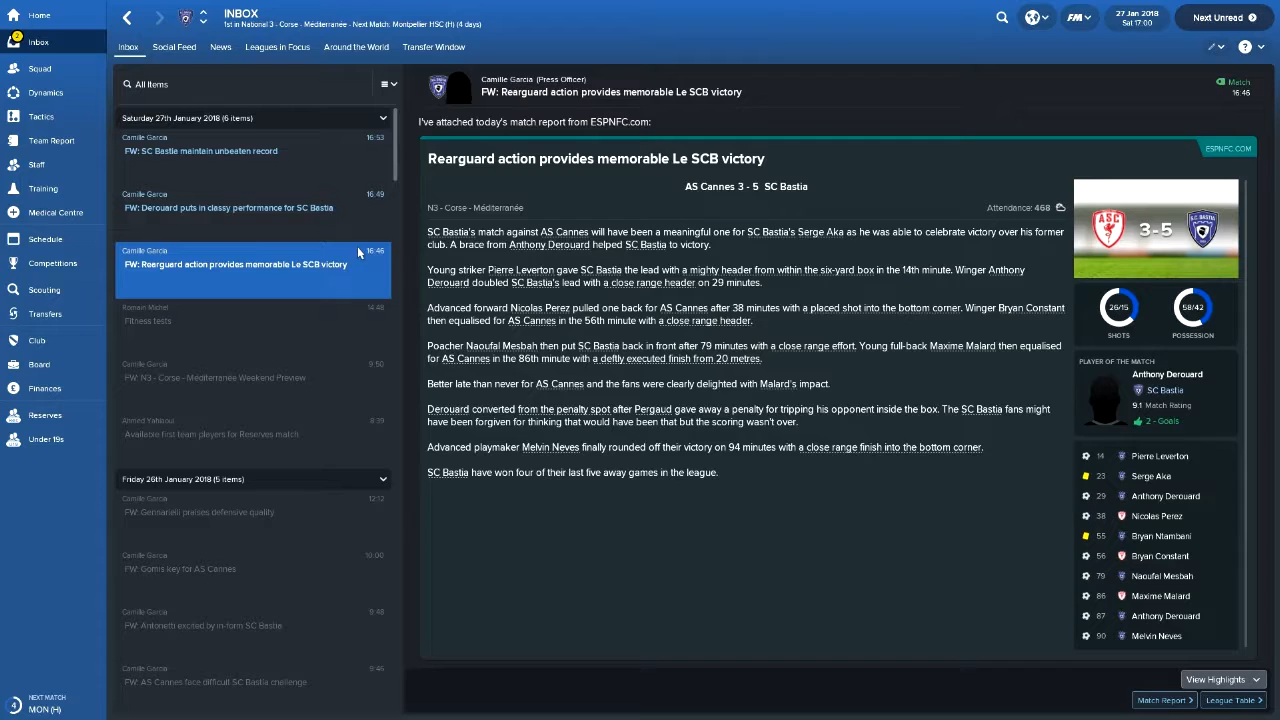 Home
2
Inbox
Squad
Dynamics
Tactics
Team Report
Staff
Training
Medical Centre
Schedule
Competitions
Scouting
Transfers
Club
Board
Finances
Reserves
Under 19s
4
NEXT MATCH
MON (H)
INBOX
1st in National 3 - Corse - Méditerranée - Next Match: Montpellier HSC (H) (4 days)
FM
27 Jan 2018
Sat 17:00
Next Unread
Inbox
Social Feed
News
Leagues in Focus
Around the World
Transfer Window
?
All Items
Saturday 27th January 2018 (6 items)
Camille Garcia 16:53
FW: SC Bastia maintain unbeaten record
Camille Garcia 16:49
FW: Derouard puts in classy performance for SC Bastia
Camille Garcia 16:46
FW: Rearguard action provides memorable Le SCB victory
Romain Michel 14:48
Fitness tests
Camille Garcia 9:50
FW: N3 - Corse - Méditerranée Weekend Preview
Ahmed Yahiaoui 8:39
Available first team players for Reserves match
Friday 26th January 2018 (5 items)
Camille Garcia 12:12
FW: Gennarielli praises defensive quality
Camille Garcia 10:00
FW: Gomis key for AS Cannes
Camille Garcia 9:48
FW: Antonetti excited by in-form SC Bastia
Camille Garcia 9:46
FW: AS Cannes face difficult SC Bastia challenge
Camille Garcia (Press Officer)
FW: Rearguard action provides memorable Le SCB victory
Match
16:46
I've attached today's match report from ESPNFC.com:
ESPNFC.COM
Rearguard action provides memorable Le SCB victory
AS Cannes 3 - 5 SC Bastia
N3 - Corse - Méditerranée
Attendance: 468
SC Bastia's match against AS Cannes will have been a meaningful one for SC Bastia's Serge Aka as he was able to celebrate victory over his former
club. A brace from Anthony Derouard helped SC Bastia to victory.
Young striker Pierre Leverton gave SC Bastia the lead with a mighty header from within the six-yard box in the 14th minute. Winger Anthony
Derouard doubled SC Bastia's lead with a close range header on 29 minutes.
Advanced forward Nicolas Perez pulled one back for AS Cannes after 38 minutes with a placed shot into the bottom corner. Winger Bryan Constant
then equalised for AS Cannes in the 56th minute with a close range header.
Poacher Naoufal Mesbah then put SC Bastia back in front after 79 minutes with a close range effort. Young full-back Maxime Malard then equalised
for AS Cannes in the 86th minute with a deftly executed finish from 20 metres.
Better late than never for AS Cannes and the fans were clearly delighted with Malard's impact.
Derouard converted from the penalty spot after Pergaud gave away a penalty for tripping his opponent inside the box. The SC Bastia fans might
have been forgiven for thinking that would have been that but the scoring wasn't over.
Advanced playmaker Melvin Neves finally rounded off their victory on 94 minutes with a close range finish into the bottom corner.
SC Bastia have won four of their last five away games in the league.
3-5
26/15
SHOTS
58/42
POSSESSION
PLAYER OF THE MATCH
Anthony Derouard
SC Bastia
9.1 Match Rating
2 - Goals
14 Pierre Leverton
23 Serge Aka
29 Anthony Derouard
38 Nicolas Perez
55 Bryan Ntambani
56 Bryan Constant
79 Naoufal Mesbah
86 Maxime Malard
87 Anthony Derouard
90 Melvin Neves
View Highlights
Match Report
League Table